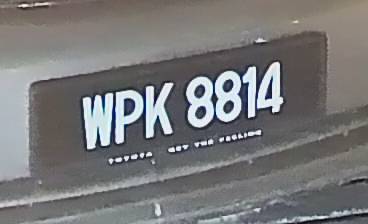 WPK 8814
TOYOTA GET THE FEELING